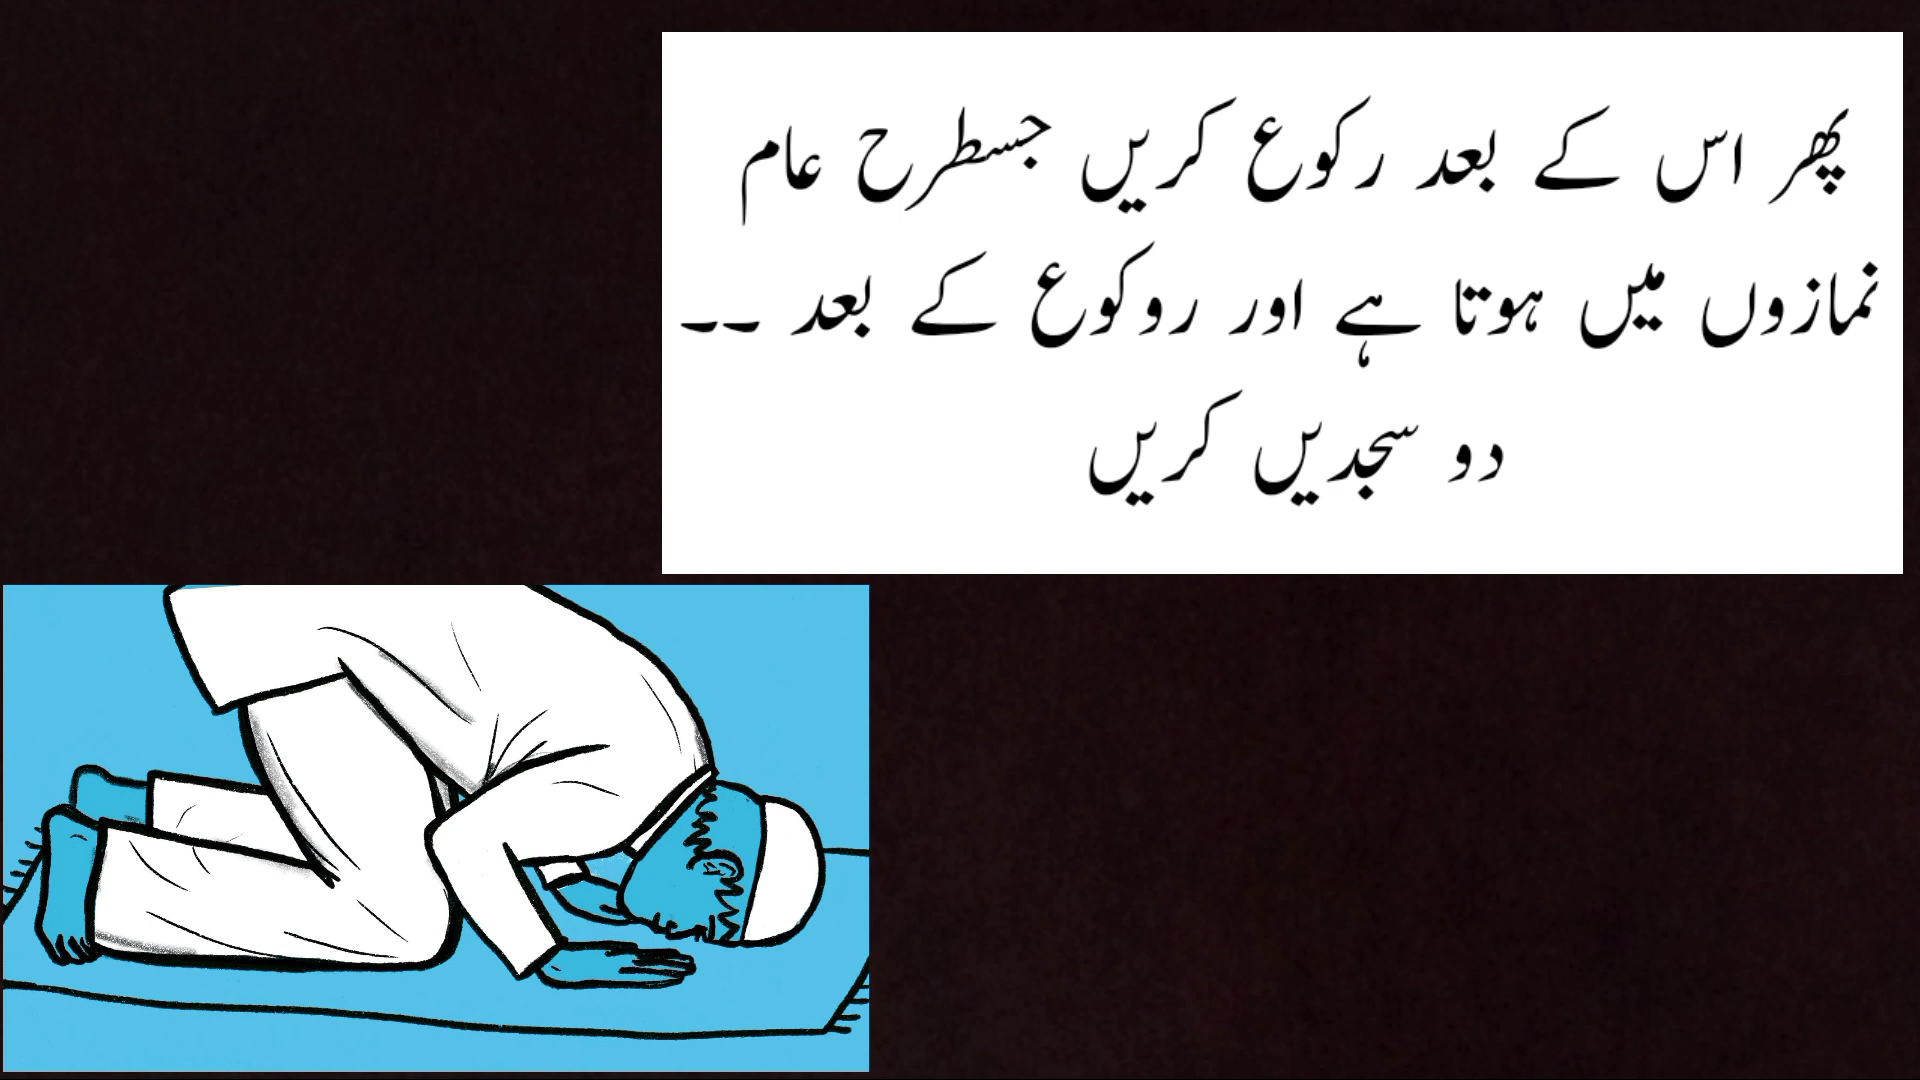 پھر اس کے بعد رکوع کریں جسطرح عام
نمازوں میں ہوتا ہے اور روکوع کے بعد ۔۔
دو سجدیں کریں